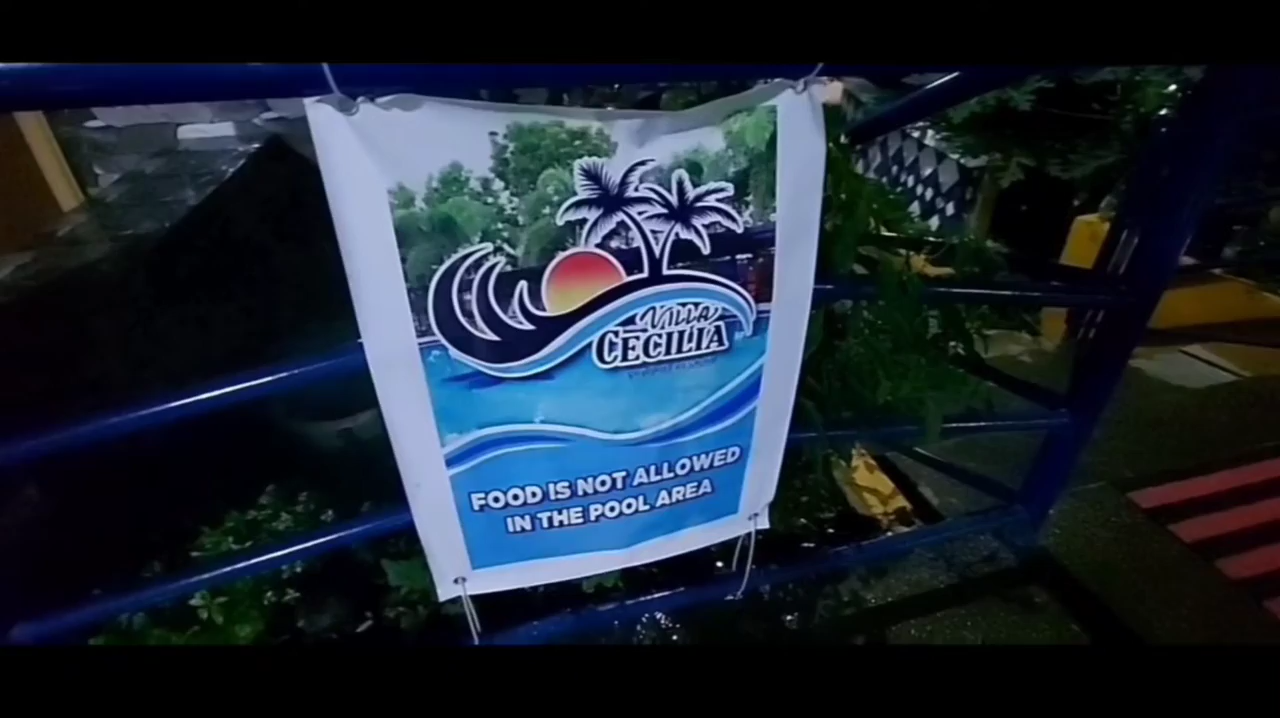 VILLA
CECILIA
FOOD IS NOT ALLOWED
IN THE POOL AREA